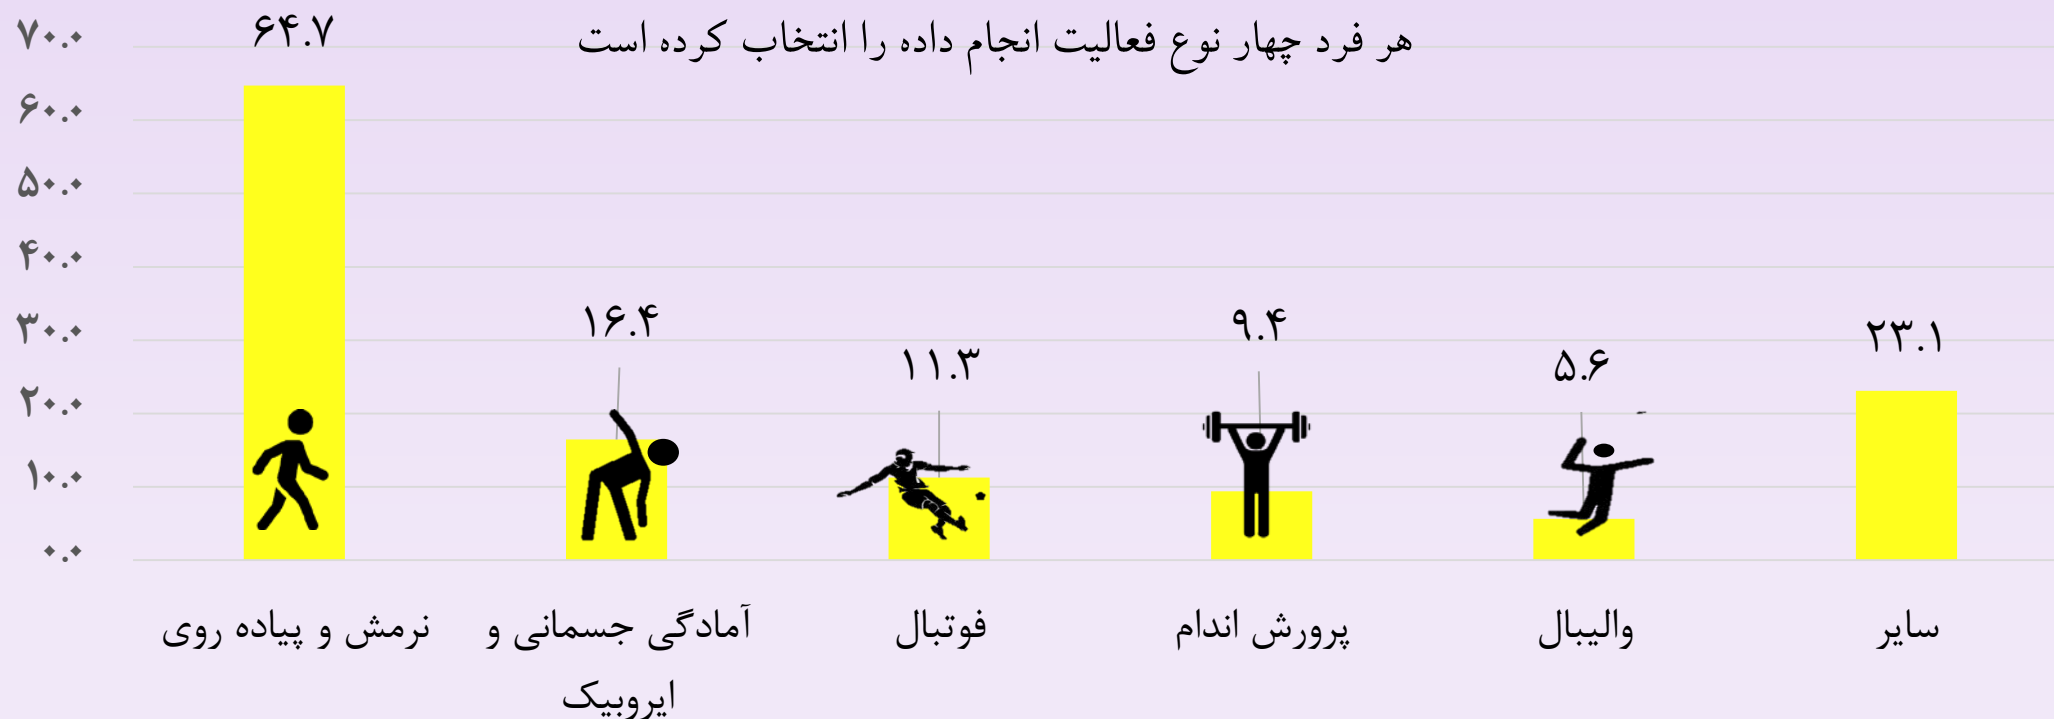 هر فرد چهار نوع فعالیت انجام داده را انتخاب کرده است
۷۰.۰
۶۰.۰
۵۰.۰
۴۰.۰
۳۰.۰
۲۰.۰
۱۰.۰
۰.۰
۶۴.۷
۱۶.۴
۱۱.۳
۹.۴
۵.۶
۲۳.۱
نرمش و پیاده روی
آمادگی جسمانی و
ایروبیک
فوتبال
پرورش اندام
والیبال
سایر